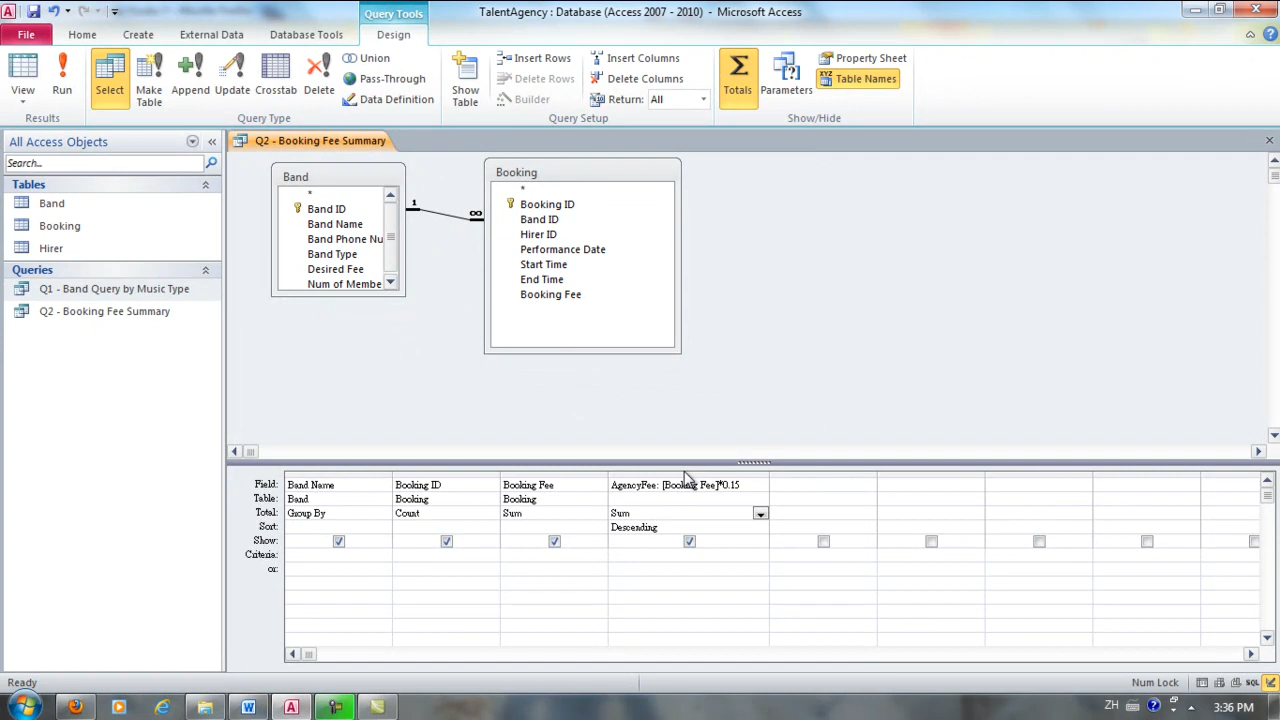 Query Tools
TalentAgency : Database (Access 2007 - 2010) - Microsoft Access
File Home Create External Data Database Tools Design
View
Run
Select
Make Table
Append
Update
Crosstab
Delete
Union
Pass-Through
Data Definition
Show Table
Insert Rows
Delete Rows
Builder
Insert Columns
Delete Columns
Return: All
Totals
Parameters
Property Sheet
XYZ Table Names
Results Query Type Query Setup Show/Hide
All Access Objects
Search...
Tables
Band
Booking
Hirer
Queries
Q1 - Band Query by Music Type
Q2 - Booking Fee Summary
Q2 - Booking Fee Summary
Band
*
Band ID
Band Name
Band Phone Nu
Band Type
Desired Fee
Num of Membe
1 ∞
Booking
*
Booking ID
Band ID
Hirer ID
Performance Date
Start Time
End Time
Booking Fee
Field: Band Name Booking ID Booking Fee AgencyFee: [Booking Fee]*0.15
Table: Band Booking Booking
Total: Group By Count Sum Sum
Sort: Descending
Show:
Criteria:
or:
Ready Num Lock SQL
ZH 3:36 PM